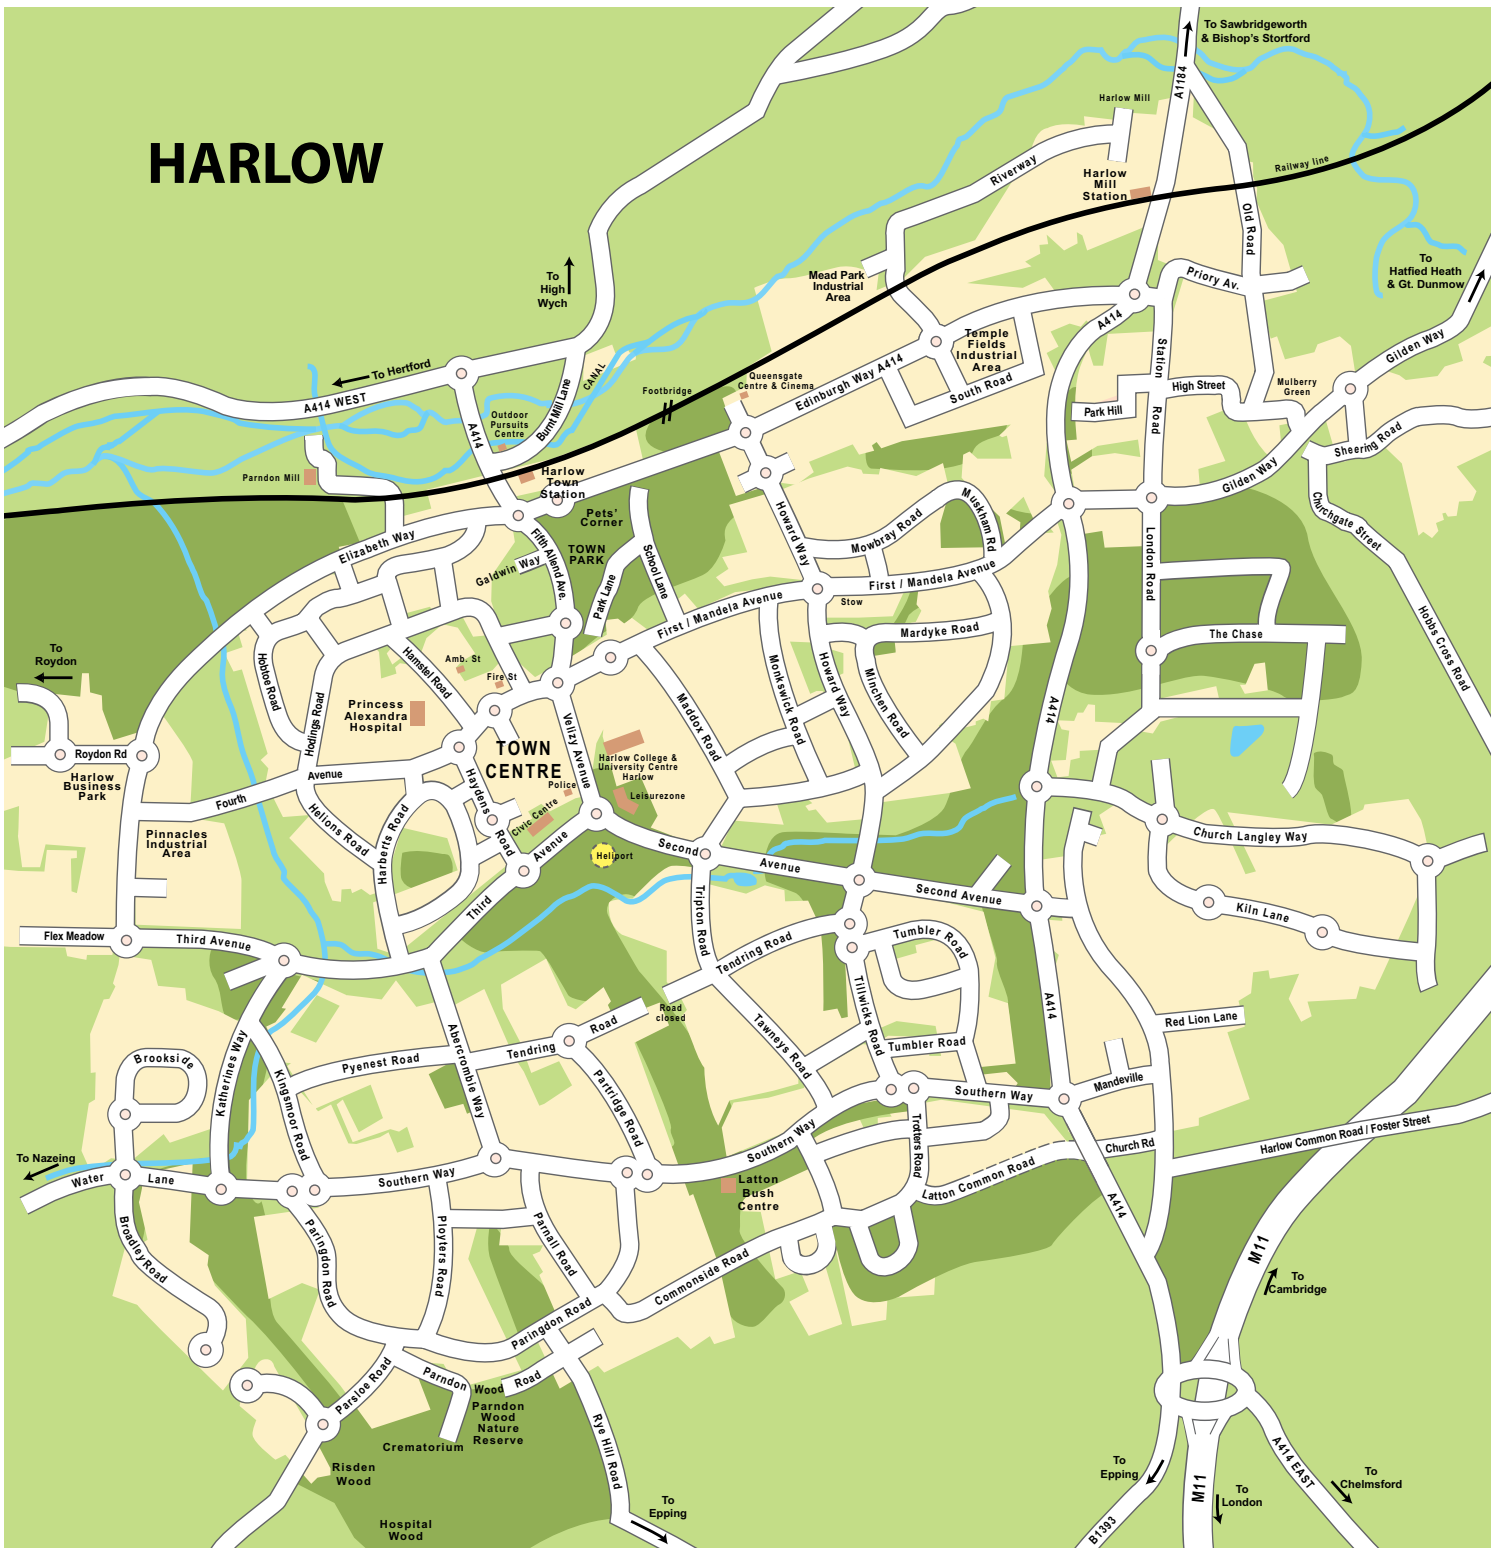 To Sawbridgeworth
& Bishop's Stortford
A1184
Harlow Mill
HARLOW
Railway line
Riverway
Harlow
Mill
Station
Old Road
To
Hatfied Heath
& Gt. Dunmow
To
High
Wych
Mead Park
Industrial
Area
Priory Av.
A414
Temple
Fields
Industrial
Area
Station
Road
Gilden Way
To Hertford
A414 WEST
CANAL
Queensgate
Centre & Cinema
Edinburgh Way A414
South Road
High Street
Mulberry
Green
Footbridge
Burnt Mill Lane
Park Hill
Outdoor
Pursuits
Centre
A414
Sheering Road
Parndon Mill
Harlow
Town
Station
Gilden Way
Muskham Rd
Churchgate Street
Pets'
Corner
Howard Way
Mowbray Road
Elizabeth Way
Fifth Allend Ave.
TOWN
PARK
School Lane
London Road
Galdwin Way
Park Lane
First / Mandela Avenue
First / Mandela Avenue
Stow
Hobbs Cross Road
Mardyke Road
The Chase
To
Roydon
Hobtoe Road
Hamstel Road
Amb. St
Fire St
Monkswick Road
Howard Way
Minchen Road
Maddox Road
Hodings Road
Princess
Alexandra
Hospital
Velizy Avenue
A414
TOWN
CENTRE
Roydon Rd
Harlow
Business
Park
Harlow College &
University Centre
Harlow
Avenue
Fourth
Haydens
Road
Police
Leisurezone
Civic Centre
Helions Road
Harberts Road
Pinnacles
Industrial
Area
Avenue
Third
Heliport
Second
Avenue
Second Avenue
Church Langley Way
Kiln Lane
Tripton Road
Flex Meadow
Third Avenue
Tendring Road
Tumbler Road
Tillwicks Road
Road
closed
A414
Red Lion Lane
Brookside
Katherines Way
Kingsmoor Road
Pyenest Road
Abercrombie Way
Tendring
Road
Tawneys Road
Tumbler Road
Partridge Road
Mandeville
Southern Way
Trotters Road
Southern Way
Church Rd
Harlow Common Road / Foster Street
To Nazeing
Water
Lane
Southern Way
Latton Common Road
Latton
Bush
Centre
A414
Broadley Road
Paringdon Road
Ployters Road
Parnall Road
Commonside Road
M11
To
Cambridge
Paringdon Road
Parsloe Road
Parndon
Wood
Road
Parndon
Wood
Nature
Reserve
Crematorium
Rye Hill Road
Risden
Wood
Hospital
Wood
To
Epping
To
Epping
B1393
M11
To
London
A414 EAST
To
Chelmsford